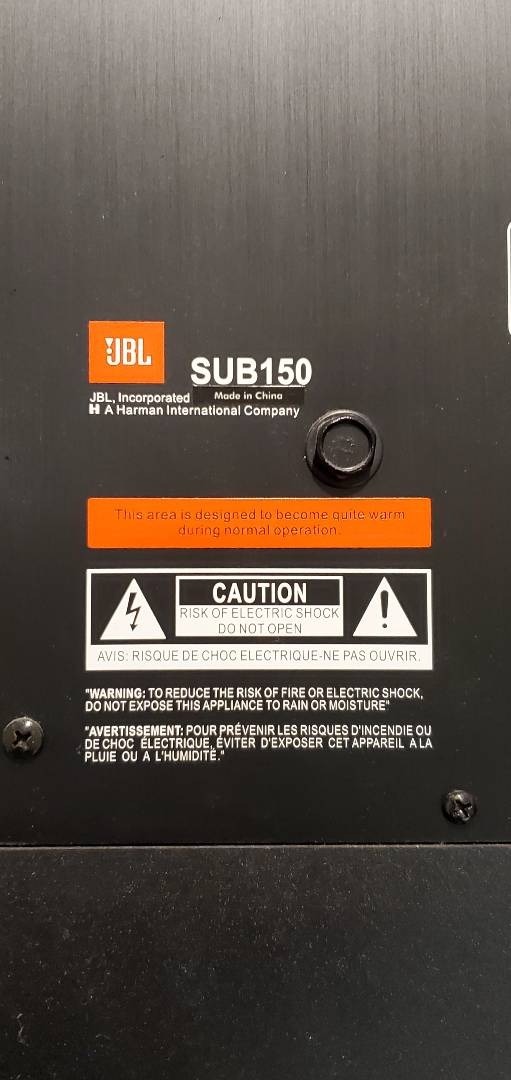 JBL
SUB150
JBL, Incorporated
Made in China
H A Harman International Company
This area is designed to become quite warm
during normal operation.
CAUTION
RISK OF ELECTRIC SHOCK
DO NOT OPEN
AVIS: RISQUE DE CHOC ELECTRIQUE-NE PAS OUVRIR.
"WARNING: TO REDUCE THE RISK OF FIRE OR ELECTRIC SHOCK,
DO NOT EXPOSE THIS APPLIANCE TO RAIN OR MOISTURE"
"AVERTISSEMENT: POUR PRÉVENIR LES RISQUES D'INCENDIE OU
DE CHOC ÉLECTRIQUE, ÉVITER D'EXPOSER CET APPAREIL A LA
PLUIE OU A L'HUMIDITÉ."